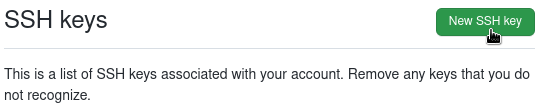 SSH keys
New SSH key
This is a list of SSH keys associated with your account. Remove any keys that you do
not recognize.